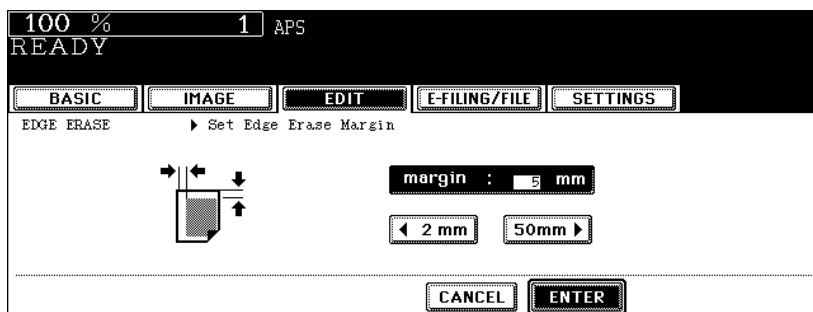 100 % 1 APS
READY
BASIC IMAGE EDIT E-FILING/FILE SETTINGS
EDGE ERASE ▶ Set Edge Erase Margin
margin : 5 mm
◀ 2 mm 50mm ▶
CANCEL ENTER